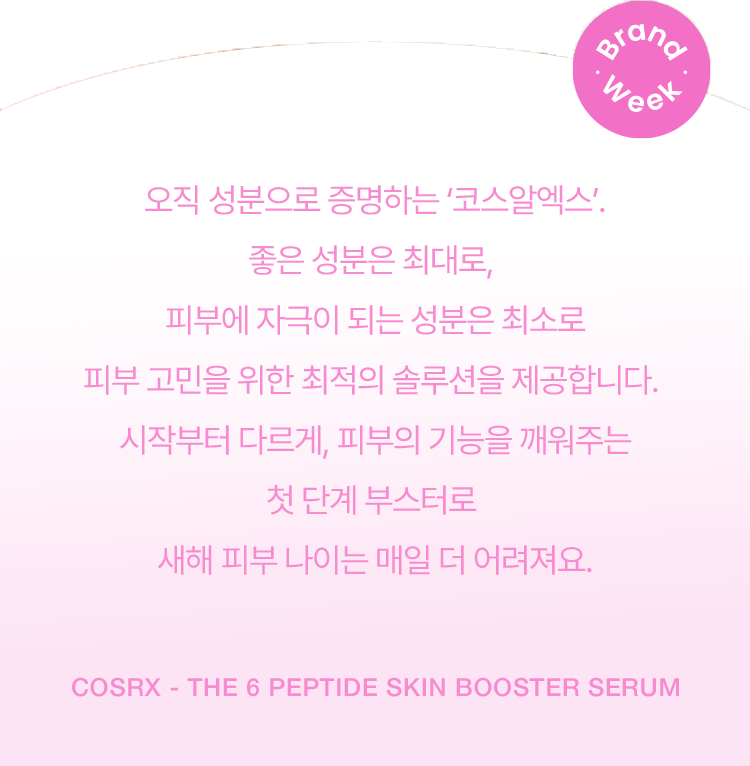 Brand
Week
오직 성분으로 증명하는 ‘코스알엑스’.
좋은 성분은 최대로,
피부에 자극이 되는 성분은 최소로
피부 고민을 위한 최적의 솔루션을 제공합니다.
시작부터 다르게, 피부의 기능을 깨워주는
첫 단계 부스터로
새해 피부 나이는 매일 더 어려져요.
COSRX - THE 6 PEPTIDE SKIN BOOSTER SERUM